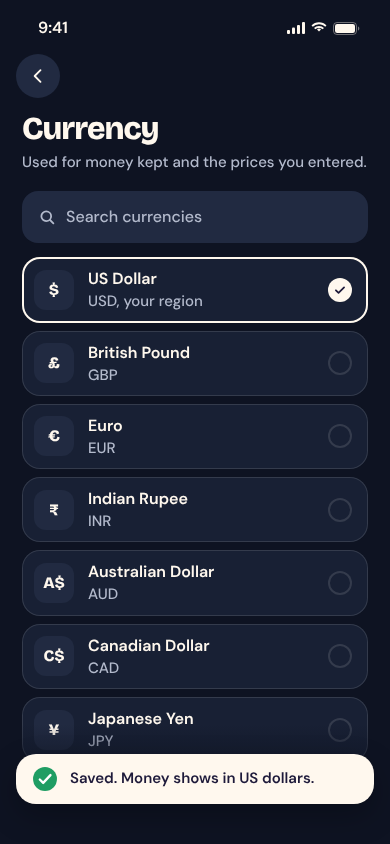 9:41
Currency
Used for money kept and the prices you entered.
Search currencies
$
US Dollar
USD, your region
£
British Pound
GBP
€
Euro
EUR
₹
Indian Rupee
INR
A$
Australian Dollar
AUD
C$
Canadian Dollar
CAD
¥
Japanese Yen
JPY
Saved. Money shows in US dollars.